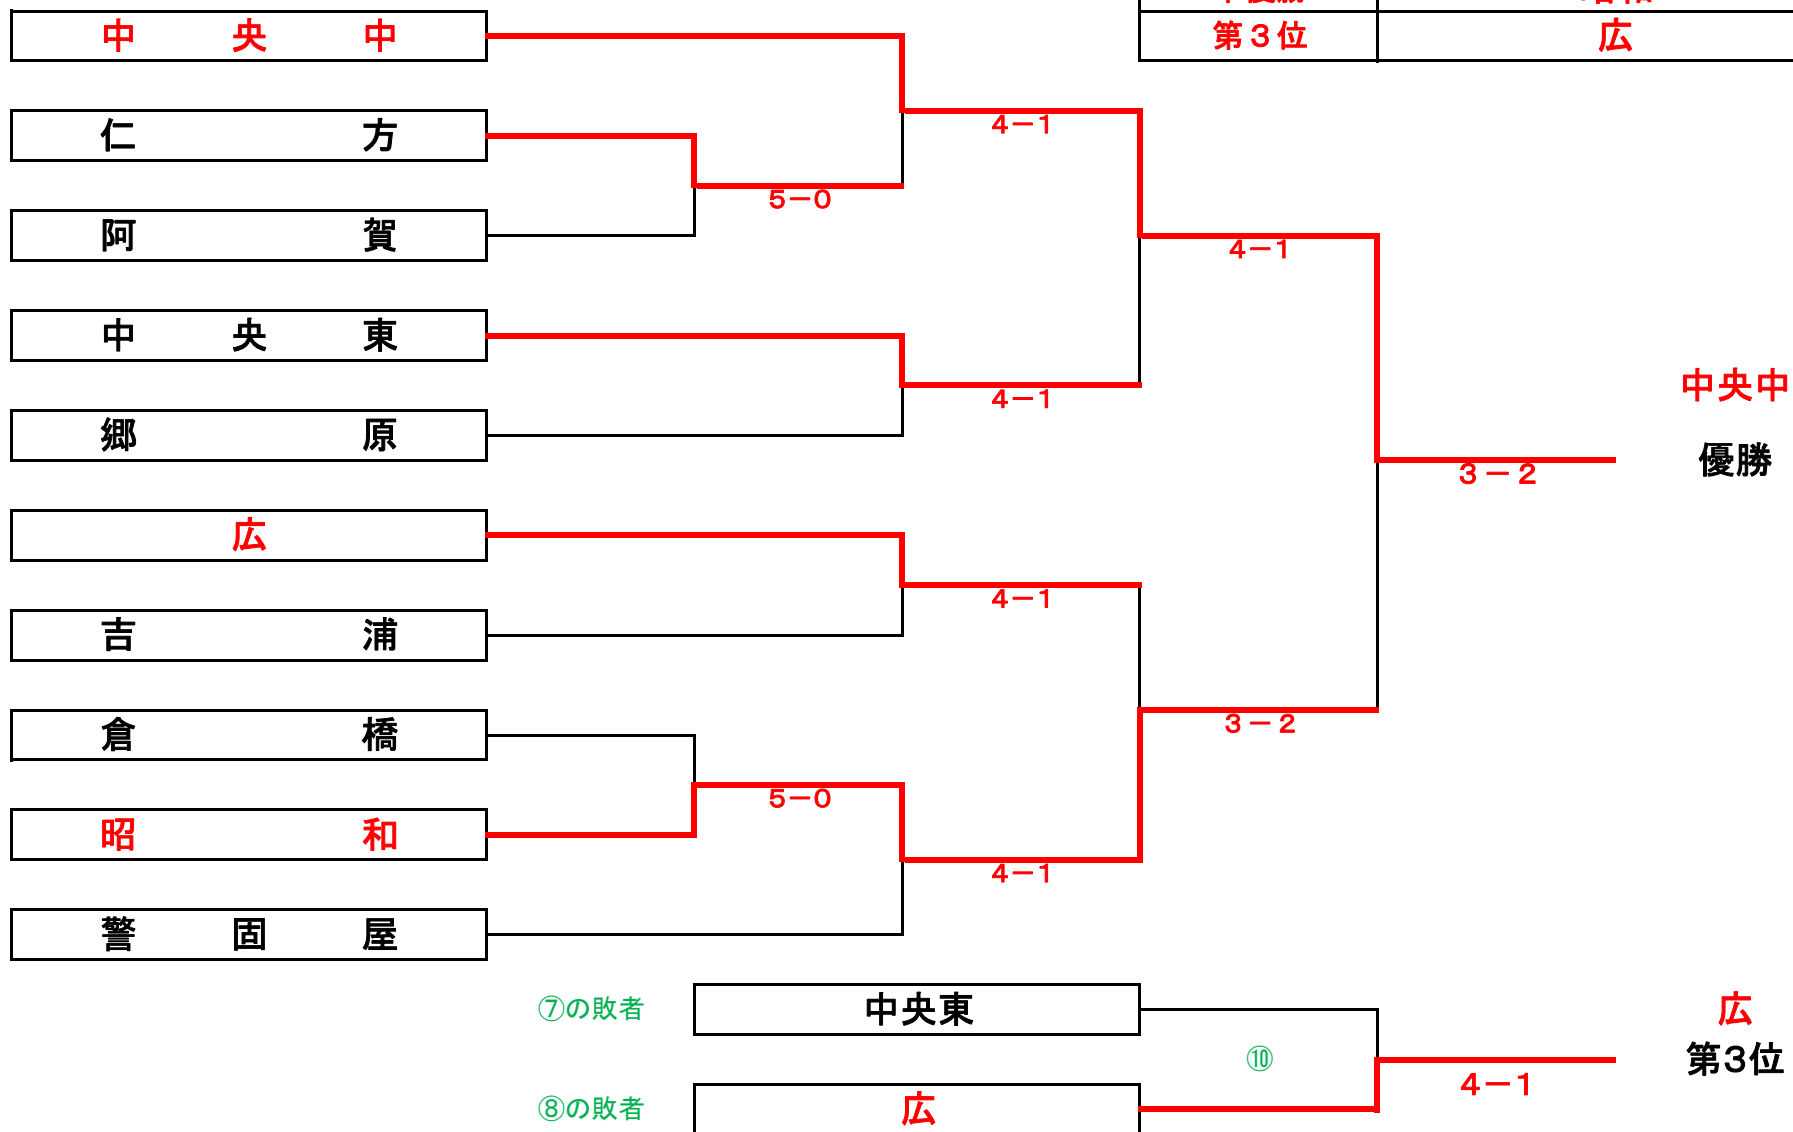 中央中
第３位 広
仁方
4－1
5－0
阿賀
4－1
中央東
中央中
4－1
郷原
優勝
3－2
広
4－1
吉浦
倉橋
3－2
5－0
昭和
4－1
警固屋
⑦の敗者 中央東
広
⑩
第3位
4－1
⑧の敗者 広